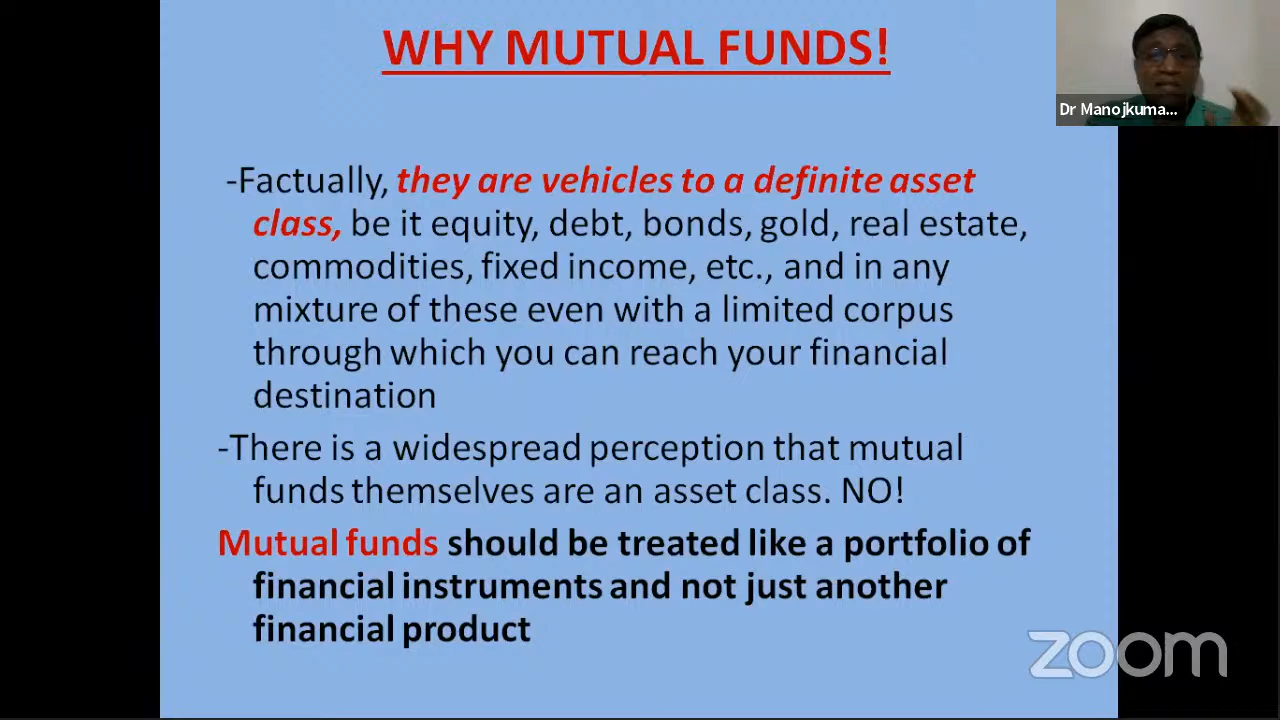 WHY MUTUAL FUNDS!
Dr Manojkuma...
-Factually, they are vehicles to a definite asset
class, be it equity, debt, bonds, gold, real estate,
commodities, fixed income, etc., and in any
mixture of these even with a limited corpus
through which you can reach your financial
destination
-There is a widespread perception that mutual
funds themselves are an asset class. NO!
Mutual funds should be treated like a portfolio of
financial instruments and not just another
financial product
zoom